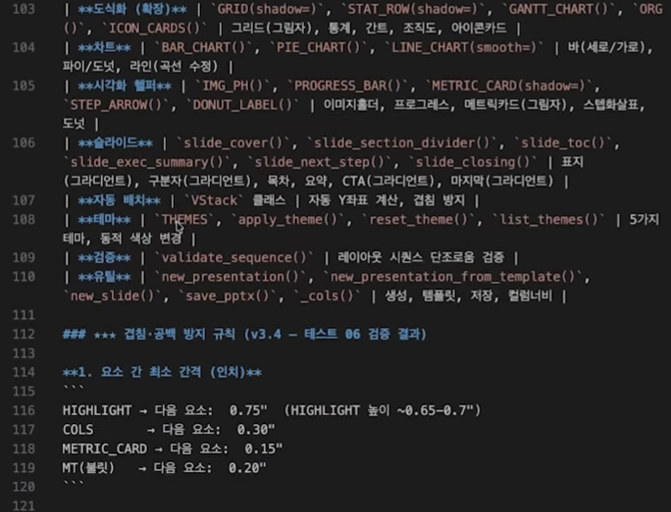 103 | **도식화 (확장)** | `GRID(shadow=)`, `STAT_ROW(shadow=)`, `GANTT_CHART()`, `ORG
()`, `ICON_CARDS()` | 그리드(그림자), 통계, 간트, 조직도, 아이콘카드 |
104 | **차트** | `BAR_CHART()`, `PIE_CHART()`, `LINE_CHART(smooth=)` | 바(세로/가로),
파이/도넛, 라인(곡선 수정) |
105 | **시각화 헬퍼** | `IMG_PH()`, `PROGRESS_BAR()`, `METRIC_CARD(shadow=)`,
`STEP_ARROW()`, `DONUT_LABEL()` | 이미지홀더, 프로그레스, 메트릭카드(그림자), 스텝화살표,
도넛 |
106 | **슬라이드** | `slide_cover()`, `slide_section_divider()`, `slide_toc()`,
`slide_exec_summary()`, `slide_next_step()`, `slide_closing()` | 표지
(그라디언트), 구분자(그라디언트), 목차, 요약, CTA(그라디언트), 마지막(그라디언트) |
107 | **자동 배치** | `VStack` 클래스 | 자동 Y좌표 계산, 겹침 방지 |
108 | **테마** | `THEMES`, `apply_theme()`, `reset_theme()`, `list_themes()` | 5가지
테마, 동적 색상 변경 |
109 | **검증** | `validate_sequence()` | 레이아웃 시퀀스 단조로움 검증 |
110 | **유틸** | `new_presentation()`, `new_presentation_from_template()`,
`new_slide()`, `save_pptx()`, `_cols()` | 생성, 템플릿, 저장, 컬럼너비 |
111
112 ### ★★★ 겹침·공백 방지 규칙 (v3.4 — 테스트 06 검증 결과)
113
114 **1. 요소 간 최소 간격 (인치)**
115 ```
116 HIGHLIGHT → 다음 요소: 0.75" (HIGHLIGHT 높이 ~0.65-0.7")
117 COLS → 다음 요소: 0.30"
118 METRIC_CARD → 다음 요소: 0.15"
119 MT(불릿) → 다음 요소: 0.20"
120 ```
121